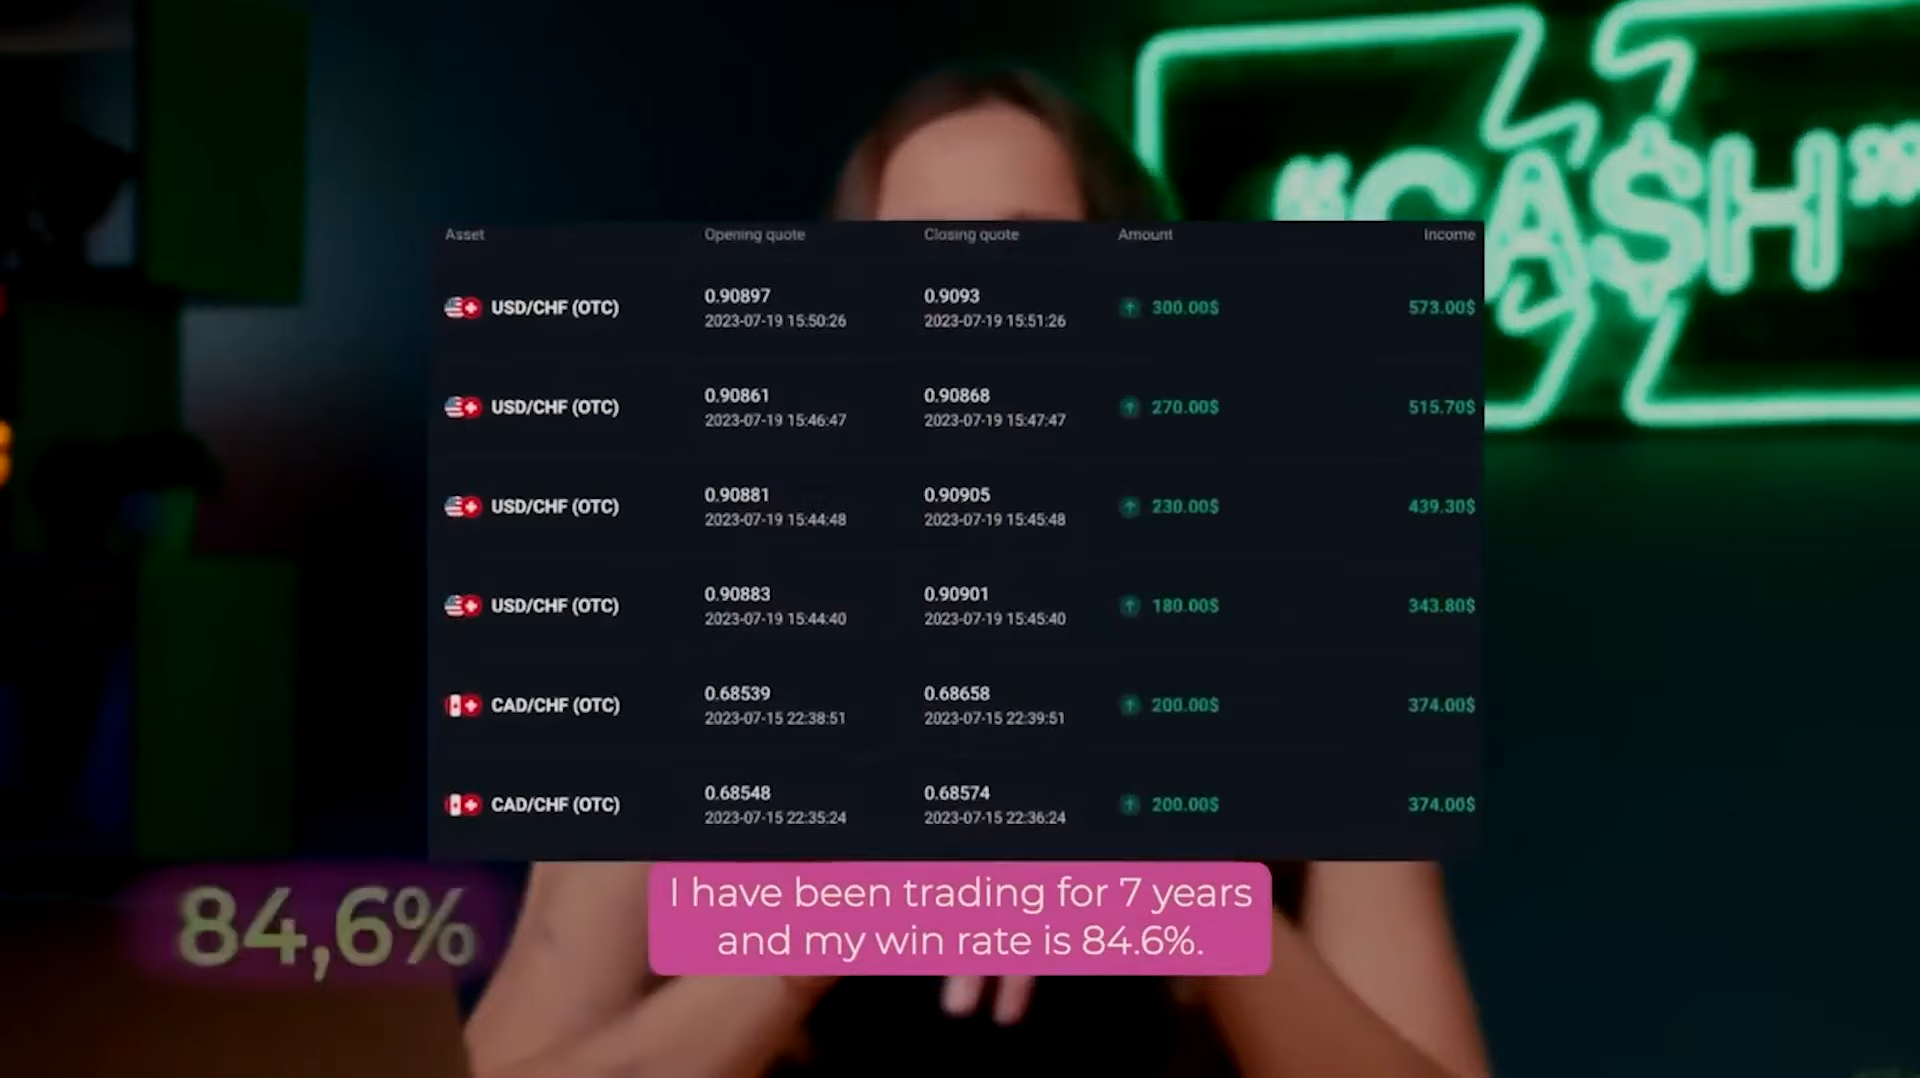 “CA$H”
Asset Opening quote Closing quote Amount Income
USD/CHF (OTC) 0.90897 0.9093 300.00$ 573.00$
2023-07-19 15:50:26 2023-07-19 15:51:26
USD/CHF (OTC) 0.90861 0.90868 270.00$ 515.70$
2023-07-19 15:46:47 2023-07-19 15:47:47
USD/CHF (OTC) 0.90881 0.90905 230.00$ 439.30$
2023-07-19 15:44:48 2023-07-19 15:45:48
USD/CHF (OTC) 0.90883 0.90901 180.00$ 343.80$
2023-07-19 15:44:40 2023-07-19 15:45:40
CAD/CHF (OTC) 0.68539 0.68658 200.00$ 374.00$
2023-07-15 22:38:51 2023-07-15 22:39:51
CAD/CHF (OTC) 0.68548 0.68574 200.00$ 374.00$
2023-07-15 22:35:24 2023-07-15 22:36:24
84,6%
I have been trading for 7 years
and my win rate is 84.6%.